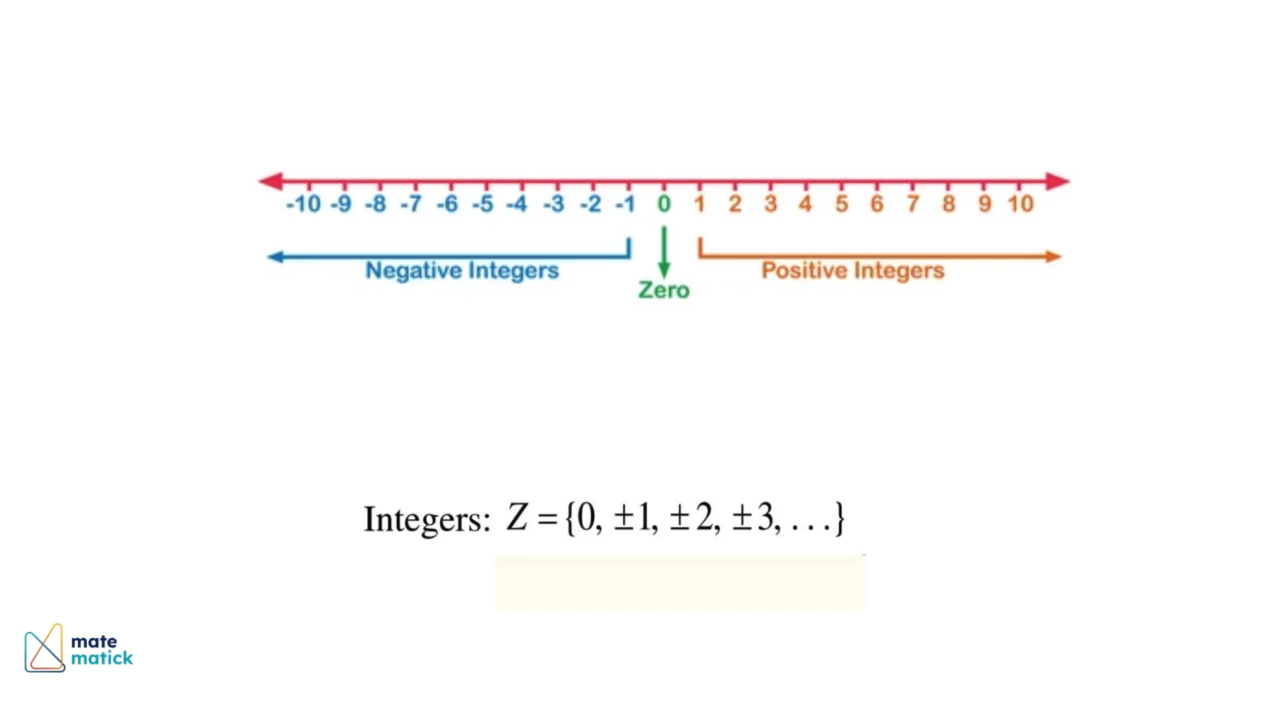 -10 -9 -8 -7 -6 -5 -4 -3 -2 -1 0 1 2 3 4 5 6 7 8 9 10
Negative Integers
Zero
Positive Integers
Integers: Z = {0, ±1, ±2, ±3, ...}
mate
matick